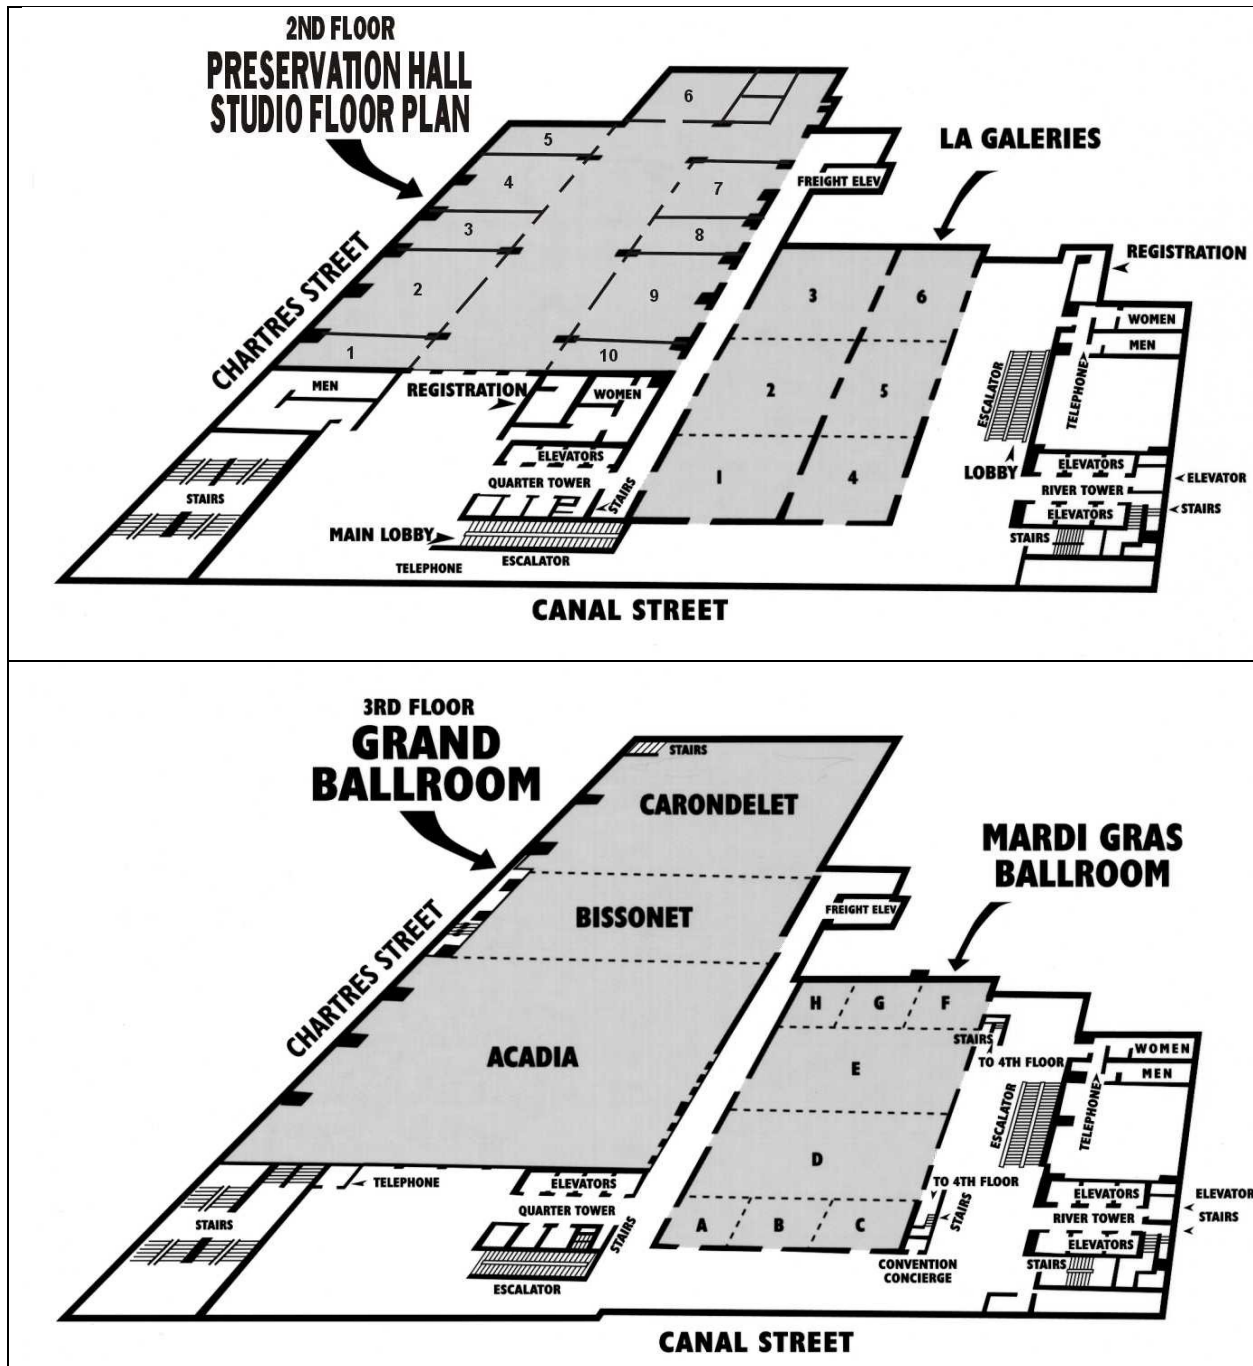 2ND FLOOR
PRESERVATION HALL
STUDIO FLOOR PLAN
6
5
4
3
2
1
7
8
9
10
CHARTRES STREET
FREIGHT ELEV
LA GALERIES
3
6
2
5
1
4
REGISTRATION
WOMEN
MEN
ESCALATOR
TELEPHONE
LOBBY
ELEVATORS
RIVER TOWER
ELEVATORS
ELEVATOR
STAIRS
STAIRS
MEN
REGISTRATION
WOMEN
ELEVATORS
QUARTER TOWER
STAIRS
STAIRS
MAIN LOBBY
ESCALATOR
TELEPHONE
CANAL STREET
3RD FLOOR
GRAND
BALLROOM
STAIRS
CARONDELET
BISSONET
ACADIA
CHARTRES STREET
FREIGHT ELEV
MARDI GRAS
BALLROOM
H
G
F
E
D
A
B
C
STAIRS
TO 4TH FLOOR
WOMEN
MEN
ESCALATOR
TELEPHONE
TO 4TH FLOOR
STAIRS
CONVENTION
CONCIERGE
ELEVATORS
RIVER TOWER
ELEVATORS
ELEVATOR
STAIRS
STAIRS
TELEPHONE
ELEVATORS
QUARTER TOWER
STAIRS
STAIRS
ESCALATOR
CANAL STREET